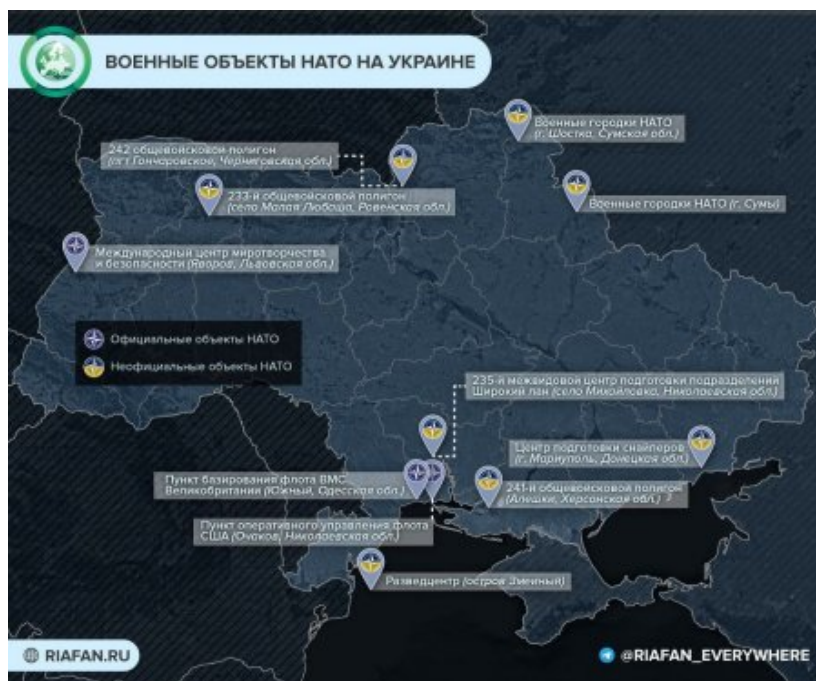 ВОЕННЫЕ ОБЪЕКТЫ НАТО НА УКРАИНЕ
Военные городки НАТО
(г. Шостка, Сумская обл.)
242 общевойсковой полигон
(пгт Гончаровское, Черниговская обл.)
233-й общевойсковой полигон
(село Малая Любаша, Ровенская обл.)
Военные городки НАТО (г. Сумы)
Международный центр миротворчества
и безопасности (Яворов, Львовская обл.)
Официальные объекты НАТО
Неофициальные объекты НАТО
235-й межвидовой центр подготовки подразделений
Широкий лан (село Михайловка, Николаевская обл.)
Центр подготовки снайперов
(г. Мариуполь, Донецкая обл.)
Пункт базирования флота ВМС
Великобритании (Южный, Одесская обл.)
241-й общевойсковой полигон
(Алешки, Херсонская обл.)
Пункт оперативного управления флота
США (Очаков, Николаевская обл.)
Разведцентр (остров Змеиный)
RIAFAN.RU
@RIAFAN_EVERYWHERE